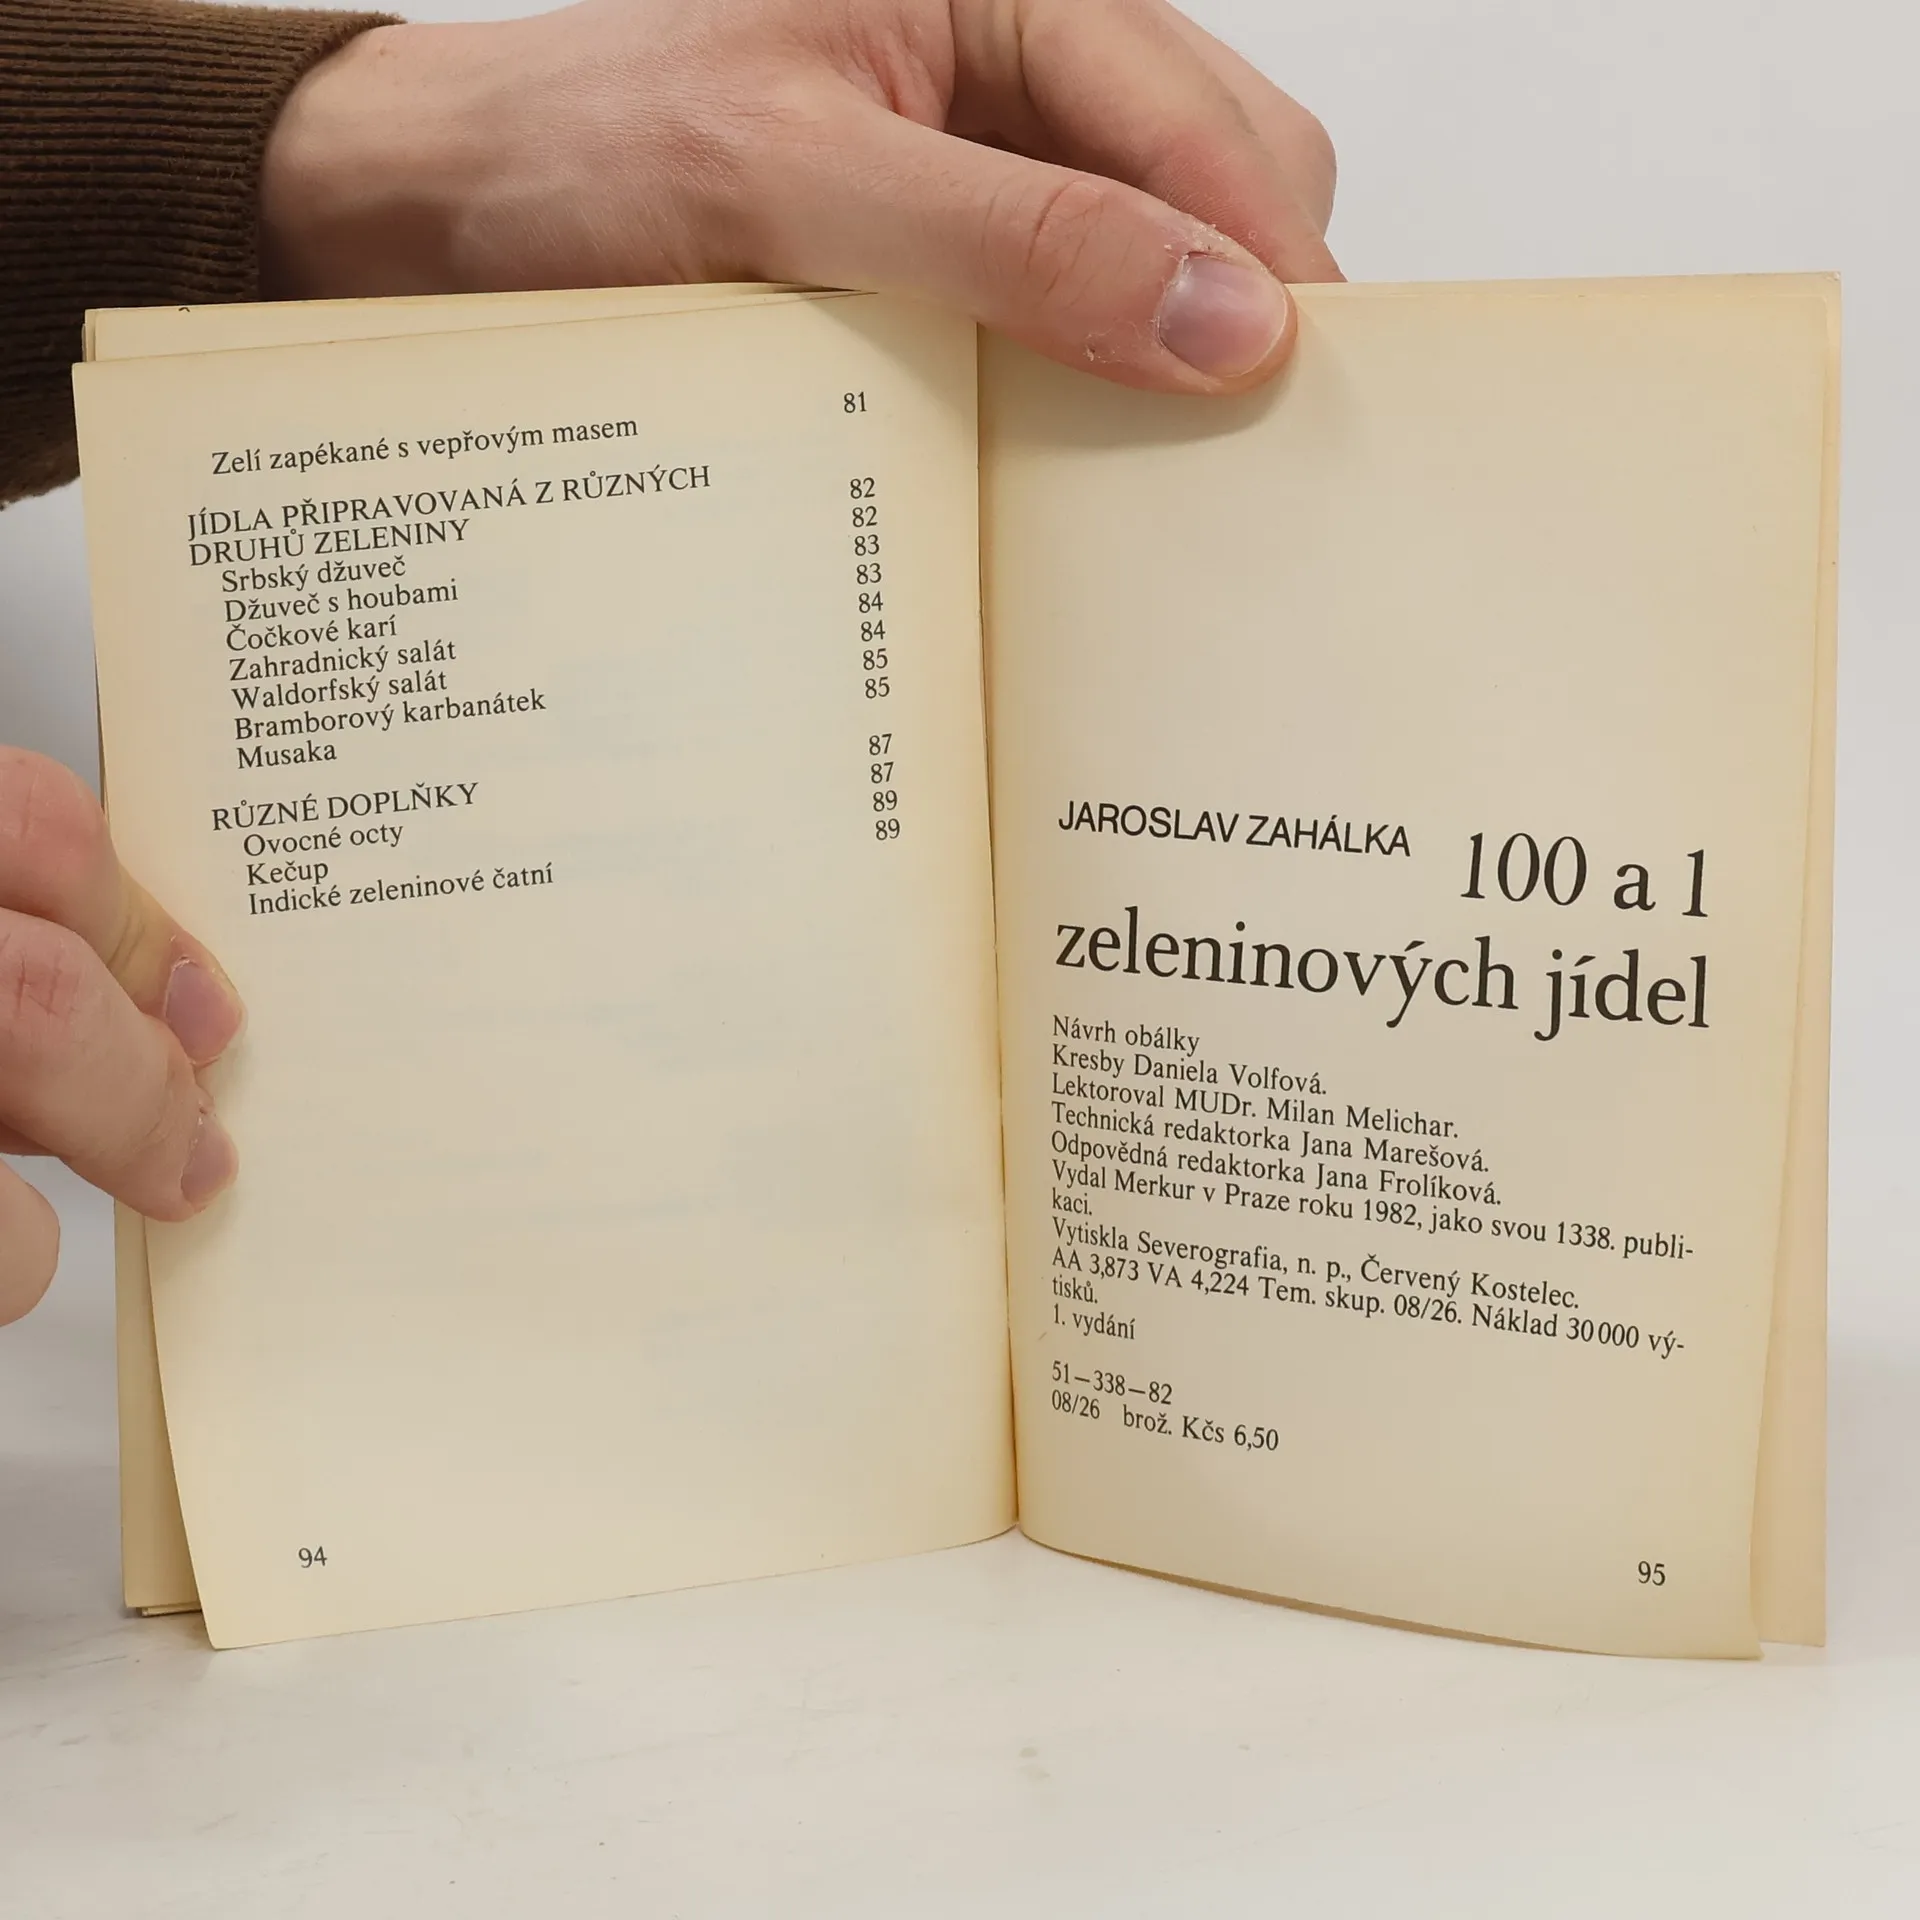 Zelí zapékané s vepřovým masem 81
JÍDLA PŘIPRAVOVANÁ Z RŮZNÝCH
DRUHŮ ZELENINY 82
Srbský džuveč 82
Džuveč s houbami 83
Čočkové karí 83
Zahradnický salát 84
Waldorfský salát 84
Bramborový karbanátek 85
Musaka 85
RŮZNÉ DOPLŇKY 87
Ovocné octy 87
Kečup 89
Indické zeleninové čatní 89
94
JAROSLAV ZAHÁLKA 100 a 1
zeleninových jídel
Návrh obálky
Kresby Daniela Volfová.
Lektoroval MUDr. Milan Melichar.
Technická redaktorka Jana Marešová.
Odpovědná redaktorka Jana Frolíková.
Vydal Merkur v Praze roku 1982, jako svou 1338. publi-
kaci.
Vytiskla Severografia, n. p., Červený Kostelec.
AA 3,873 VA 4,224 Tem. skup. 08/26. Náklad 30 000 vý-
tisků.
1. vydání
51—338—82
08/26 brož. Kčs 6,50
95